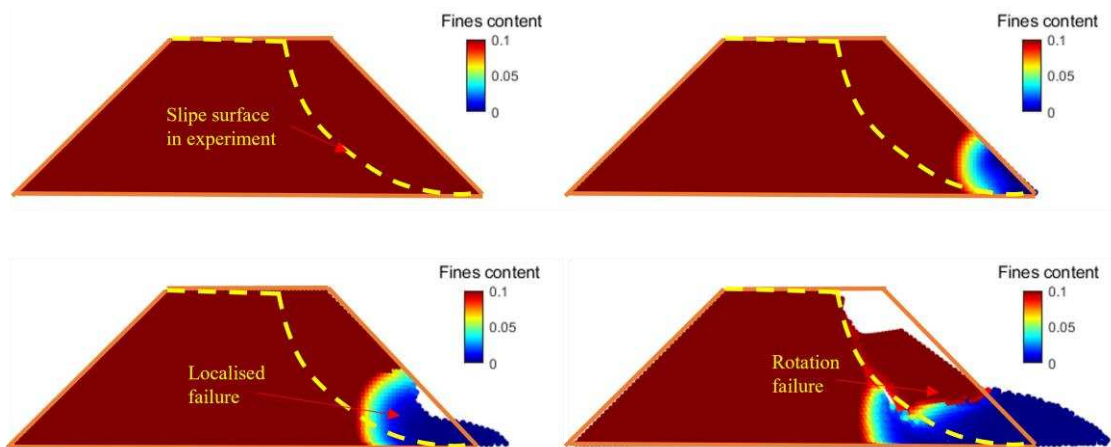 Fines content
0.1
0.05
0
Slipe surface
in experiment
Fines content
0.1
0.05
0
Fines content
0.1
0.05
0
Localised
failure
Fines content
0.1
0.05
0
Rotation
failure